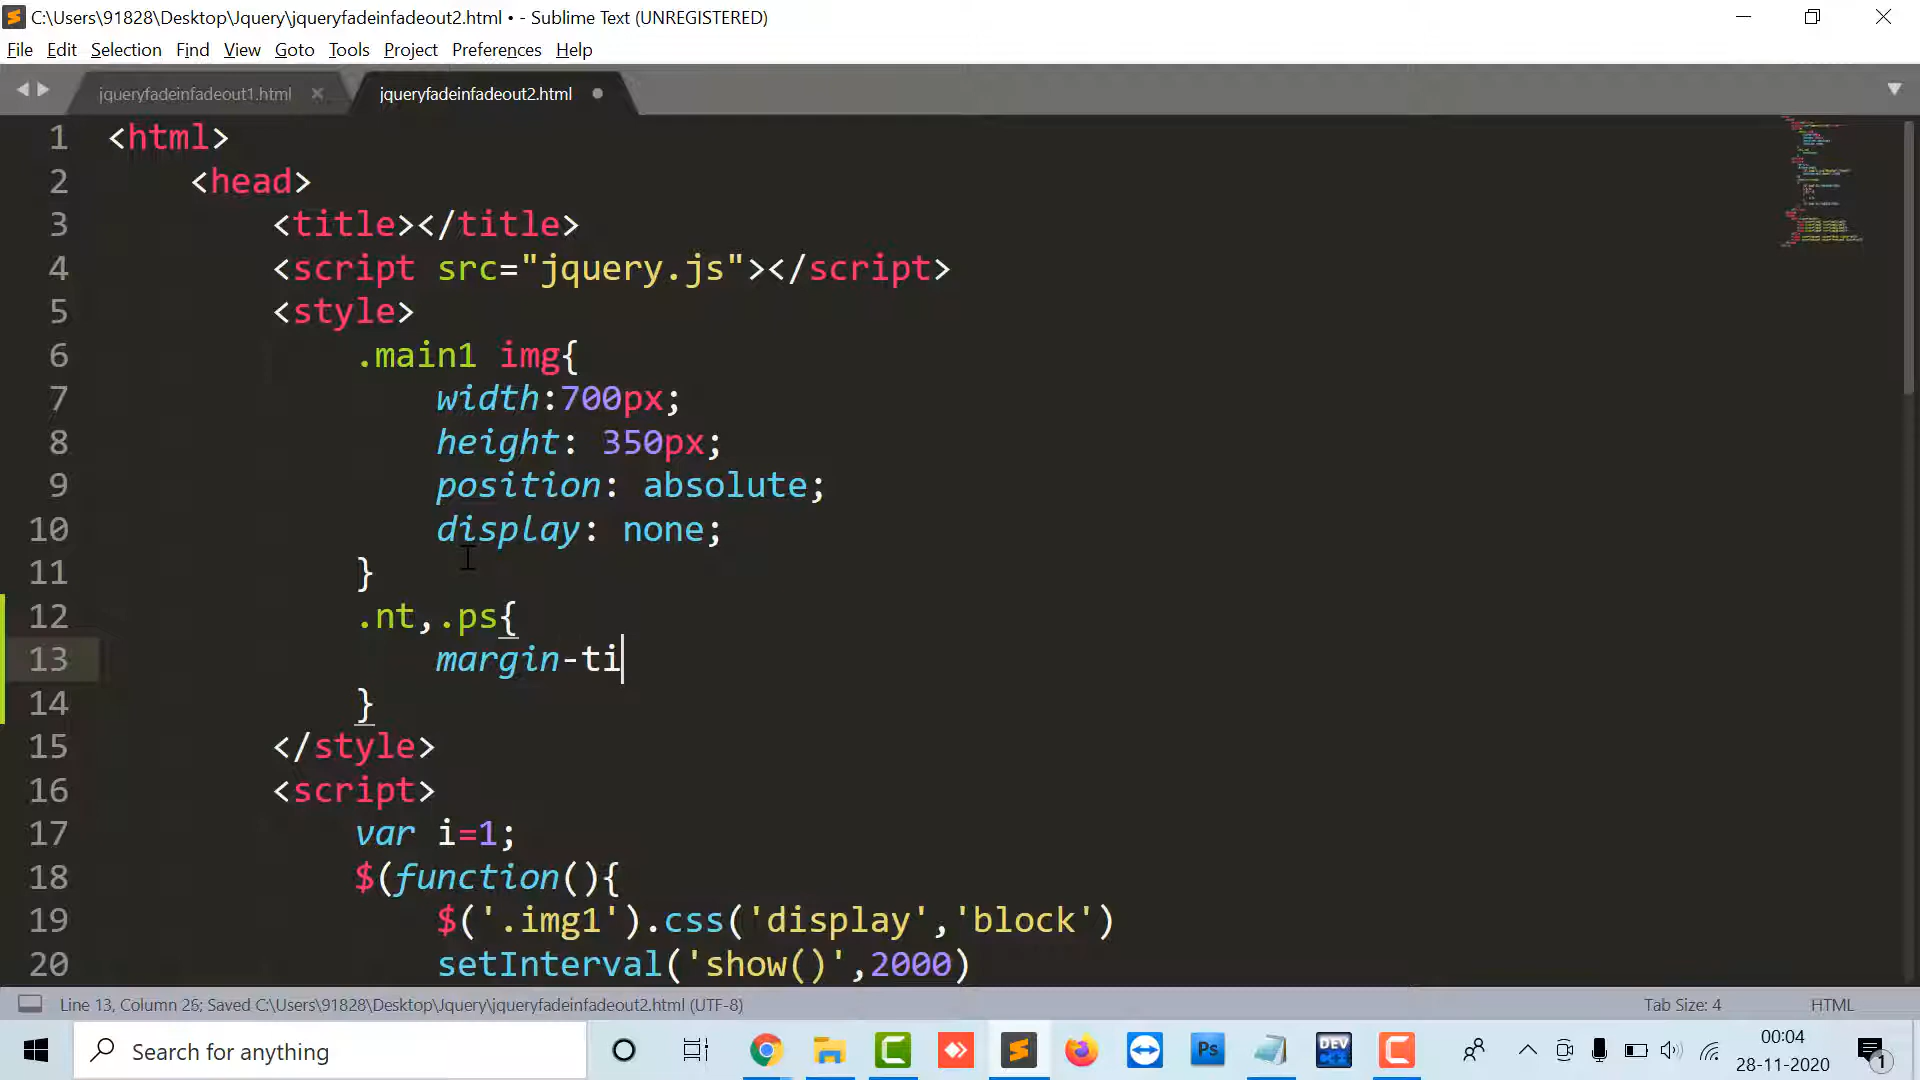 C:\Users\91828\Desktop\Jquery\jqueryfadeinfadeout2.html • - Sublime Text (UNREGISTERED)
File Edit Selection Find View Goto Tools Project Preferences Help
jqueryfadeinfadeout1.html × jqueryfadeinfadeout2.html
1 <html>
2 <head>
3 <title></title>
4 <script src="jquery.js"></script>
5 <style>
6 .main1 img{
7 width:700px;
8 height: 350px;
9 position: absolute;
10 display: none;
11 }
12 .nt,.ps{
13 margin-ti
14 }
15 </style>
16 <script>
17 var i=1;
18 $(function(){
19 $('.img1').css('display','block')
20 setInterval('show()',2000)
Line 13, Column 26; Saved C:\Users\91828\Desktop\Jquery\jqueryfadeinfadeout2.html (UTF-8) Tab Size: 4 HTML
Search for anything
Ps
DEV
00:04
28-11-2020
1